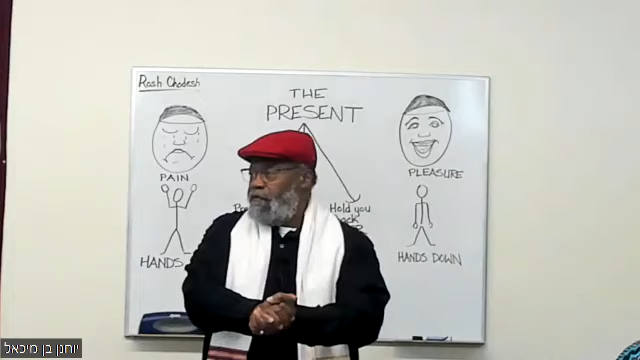 Rosh Chodesh
THE
PRESENT
PAIN
PLEASURE
Hold you
HANDS
HANDS DOWN
יוחנן בן מיכאל